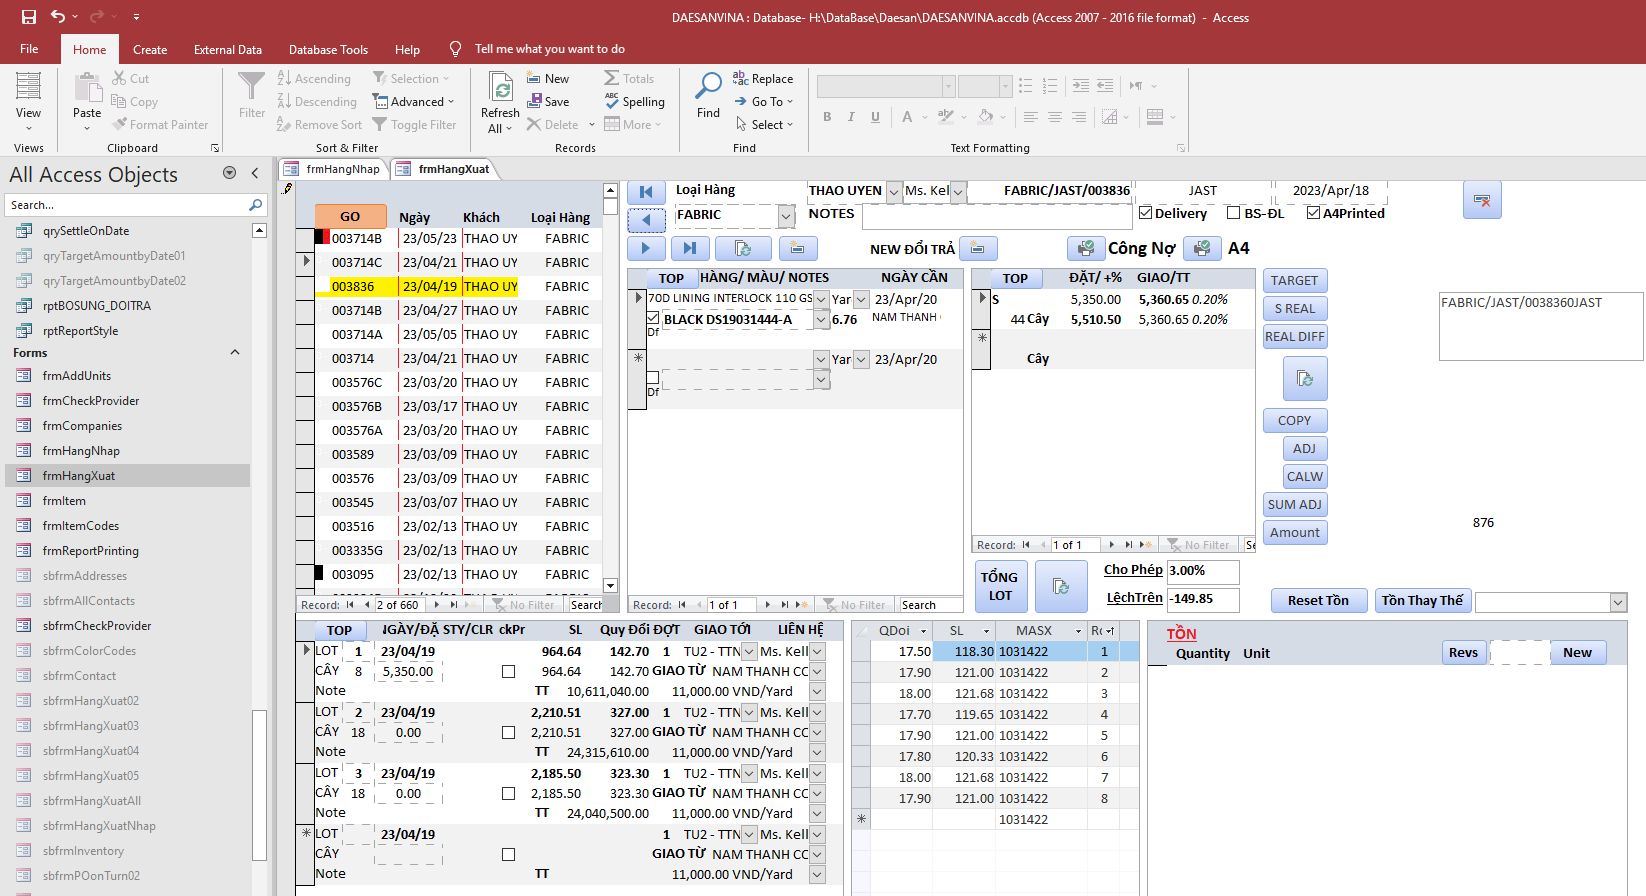 DAESANVINA : Database- H:\DataBase\Daesan\DAESANVINA.accdb (Access 2007 - 2016 file format) - Access
File Home Create External Data Database Tools Help Tell me what you want to do
View
Views
Paste
Cut
Copy
Format Painter
Clipboard
Filter
Ascending
Descending
Remove Sort
Selection
Advanced
Toggle Filter
Sort & Filter
Refresh
All
New
Save
Delete
Totals
Spelling
More
Records
Find
Replace
Go To
Select
Find
B I U A
Text Formatting
All Access Objects
Search...
qrySettleOnDate
qryTargetAmountbyDate01
qryTargetAmountbyDate02
rptBOSUNG_DOITRA
rptReportStyle
Forms
frmAddUnits
frmCheckProvider
frmCompanies
frmHangNhap
frmHangXuat
frmItem
frmItemCodes
frmReportPrinting
sbfrmAddresses
sbfrmAllContacts
sbfrmCheckProvider
sbfrmColorCodes
sbfrmContact
sbfrmHangXuat02
sbfrmHangXuat03
sbfrmHangXuat04
sbfrmHangXuat05
sbfrmHangXuatAll
sbfrmHangXuatNhap
sbfrmInventory
sbfrmPOonTurn02
frmHangNhap frmHangXuat
GO Ngày Khách Loại Hàng
003714B 23/05/23 THAO UY FABRIC
003714C 23/04/21 THAO UY FABRIC
003836 23/04/19 THAO UY FABRIC
003714B 23/04/27 THAO UY FABRIC
003714A 23/05/05 THAO UY FABRIC
003714 23/04/21 THAO UY FABRIC
003576C 23/03/20 THAO UY FABRIC
003576B 23/03/17 THAO UY FABRIC
003576A 23/03/20 THAO UY FABRIC
003589 23/03/09 THAO UY FABRIC
003576 23/03/09 THAO UY FABRIC
003545 23/03/07 THAO UY FABRIC
003516 23/02/13 THAO UY FABRIC
003335G 23/02/13 THAO UY FABRIC
003095 23/02/13 THAO UY FABRIC
Record: 2 of 660 No Filter Search
Loại Hàng THAO UYEN Ms. Kel FABRIC/JAST/003836 JAST 2023/Apr/18
FABRIC NOTES Delivery BS-ĐL A4Printed
NEW ĐỔI TRẢ Công Nợ A4
TOP HÀNG/ MÀU/ NOTES NGÀY CẦN
70D LINING INTERLOCK 110 GS Yar 23/Apr/20
BLACK DS19031444-A 6.76 NAM THANH
Df
Yar 23/Apr/20
Df
Record: 1 of 1 No Filter Search
TOP ĐẶT/ +% GIAO/TT
S 5,350.00 5,360.65 0.20%
44 Cây 5,510.50 5,360.65 0.20%
Cây
Record: 1 of 1 No Filter Se
TARGET
S REAL
REAL DIFF
COPY
ADJ
CALW
SUM ADJ
Amount
FABRIC/JAST/0038360JAST
876
TỔNG
LOT
Cho Phép 3.00%
LệchTrên -149.85
Reset Tồn Tồn Thay Thế
TOP NGÀY/ĐẶ STY/CLR ckPr SL Quy Đổi ĐỢT GIAO TỚI LIÊN HỆ
LOT 1 23/04/19 964.64 142.70 1 TU2 - TTN Ms. Kell
CÂY 8 5,350.00 964.64 142.70 GIAO TỪ NAM THANH CC
Note TT 10,611,040.00 11,000.00 VND/Yard
LOT 2 23/04/19 2,210.51 327.00 1 TU2 - TTN Ms. Kell
CÂY 18 0.00 2,210.51 327.00 GIAO TỪ NAM THANH CC
Note TT 24,315,610.00 11,000.00 VND/Yard
LOT 3 23/04/19 2,185.50 323.30 1 TU2 - TTN Ms. Kell
CÂY 18 0.00 2,185.50 323.30 GIAO TỪ NAM THANH CC
Note TT 24,040,500.00 11,000.00 VND/Yard
LOT 23/04/19 1 TU2 - TTN Ms. Kell
CÂY GIAO TỪ NAM THANH CC
Note TT 11,000.00 VND/Yard
QDoi SL MASX Ro
17.50 118.30 1031422 1
17.90 121.00 1031422 2
18.00 121.68 1031422 3
17.70 119.65 1031422 4
17.90 121.00 1031422 5
17.80 120.33 1031422 6
18.00 121.68 1031422 7
17.90 121.00 1031422 8
1031422
TỒN
Quantity Unit Revs New